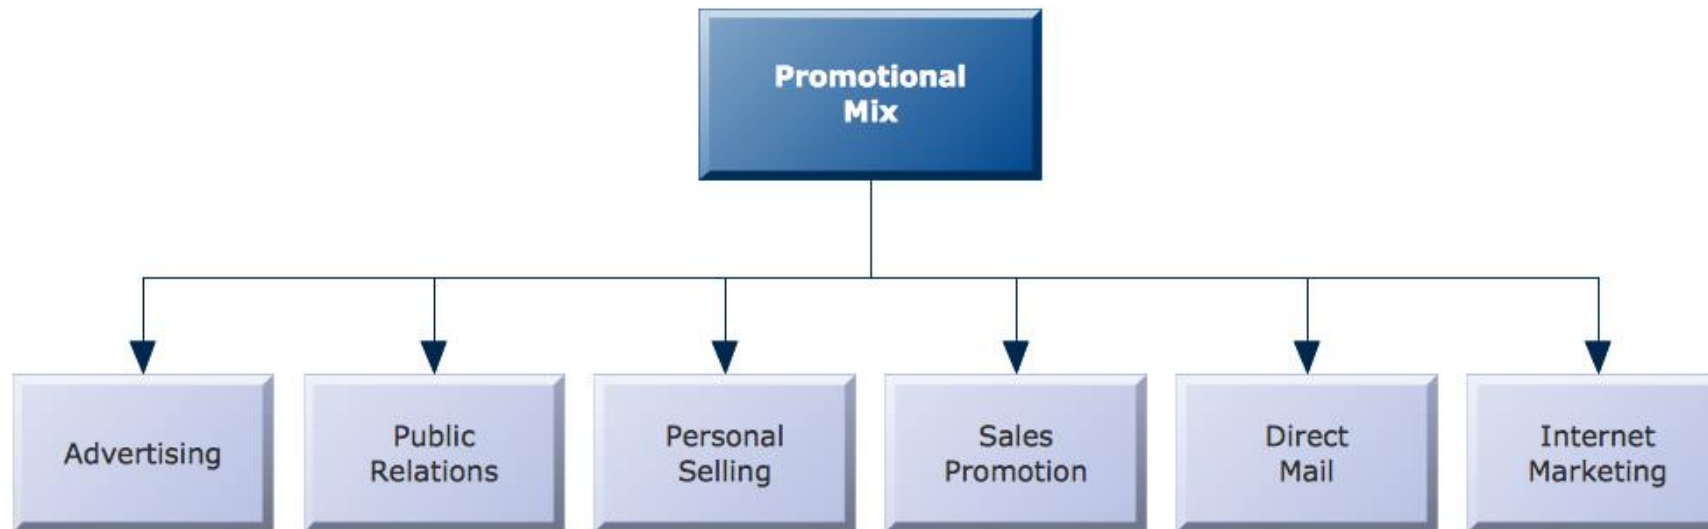 Promotional
Mix
Advertising
Public
Relations
Personal
Selling
Sales
Promotion
Direct
Mail
Internet
Marketing